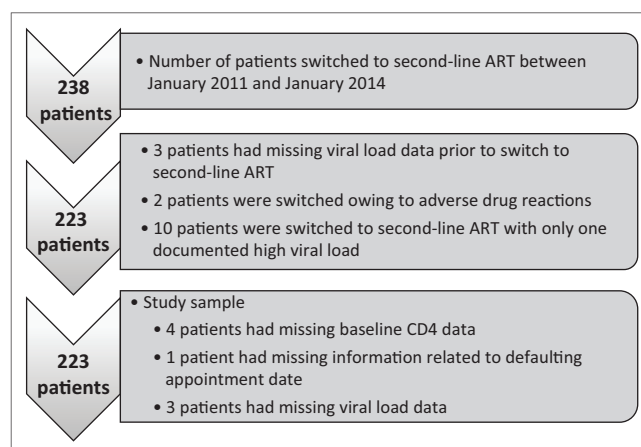 238
patients
• Number of patients switched to second-line ART between
January 2011 and January 2014
223
patients
• 3 patients had missing viral load data prior to switch to
second-line ART
• 2 patients were switched owing to adverse drug reactions
• 10 patients were switched to second-line ART with only one
documented high viral load
223
patients
• Study sample
• 4 patients had missing baseline CD4 data
• 1 patient had missing information related to defaulting
appointment date
• 3 patients had missing viral load data